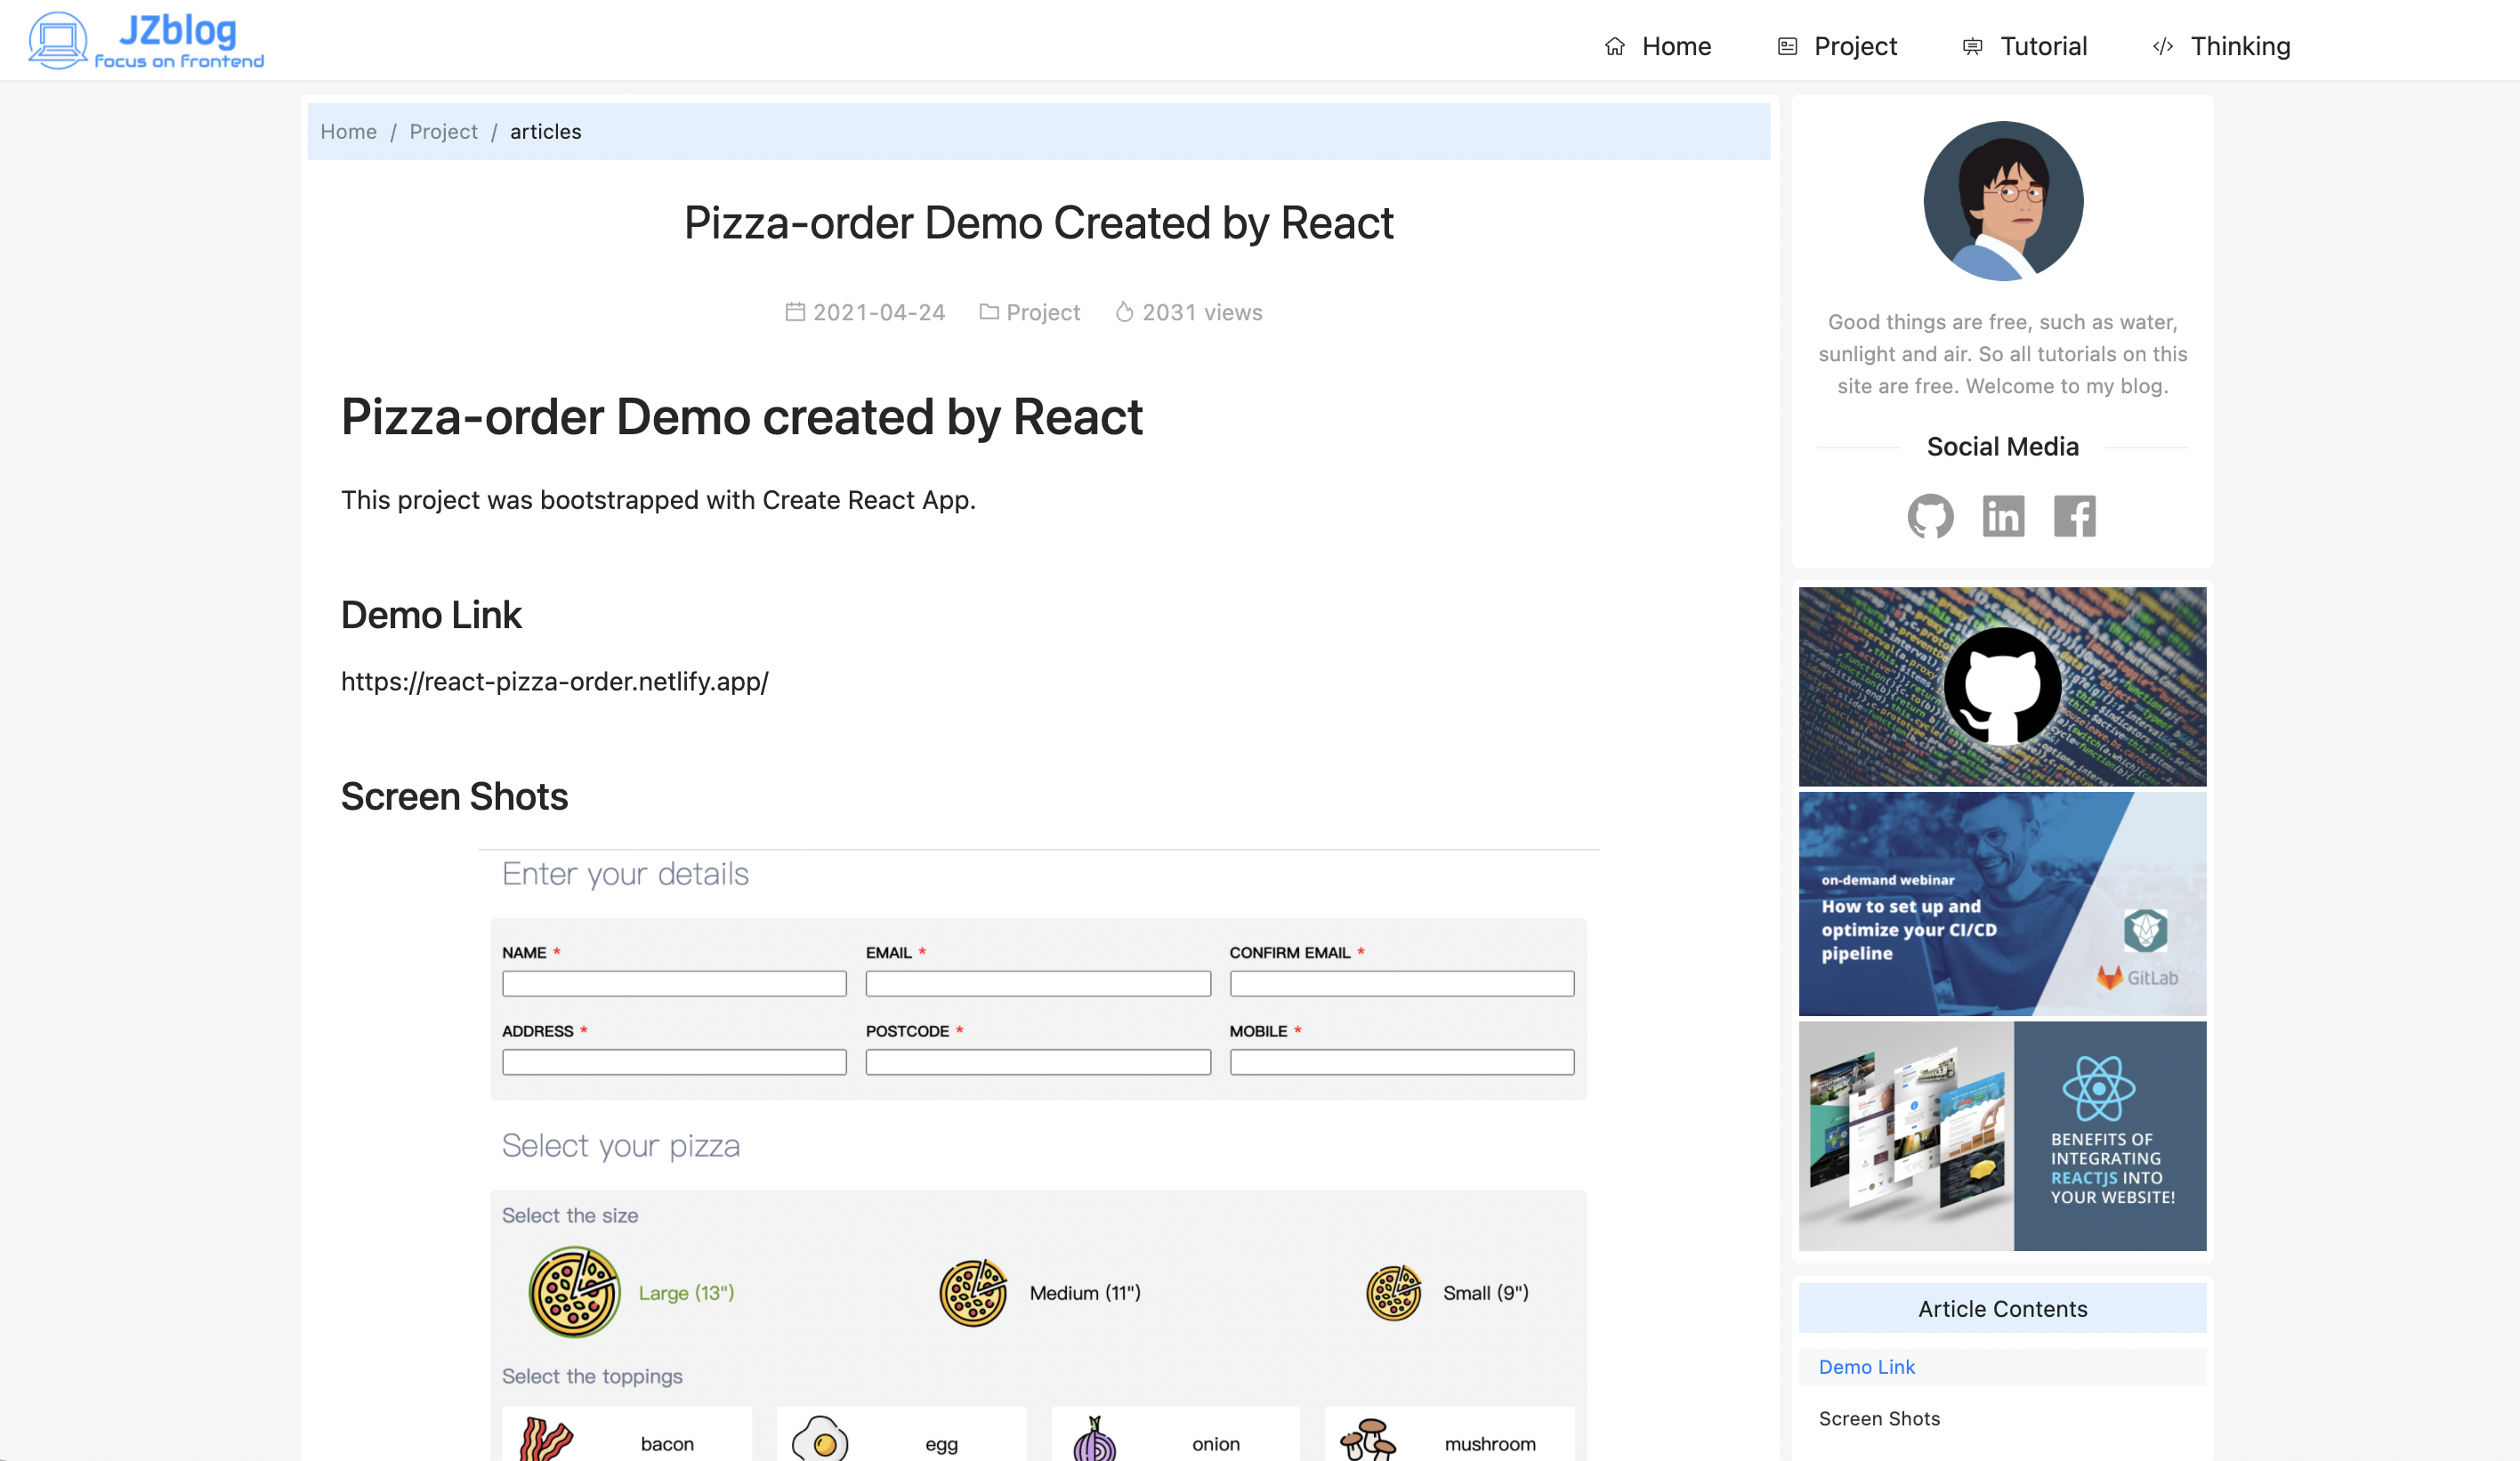 JZblog
Focus on Frontend
Home
Project
Tutorial
Thinking
Home / Project / articles
Pizza-order Demo Created by React
2021-04-24 Project 2031 views
Pizza-order Demo created by React
This project was bootstrapped with Create React App.
Demo Link
https://react-pizza-order.netlify.app/
Screen Shots
Enter your details
NAME * EMAIL * CONFIRM EMAIL *
ADDRESS * POSTCODE * MOBILE *
Select your pizza
Select the size
Large (13") Medium (11") Small (9")
Select the toppings
bacon egg onion mushroom
Good things are free, such as water,
sunlight and air. So all tutorials on this
site are free. Welcome to my blog.
Social Media
in
on-demand webinar
How to set up and
optimize your CI/CD
pipeline
GitLab
BENEFITS OF
INTEGRATING
REACTJS INTO
YOUR WEBSITE!
Article Contents
Demo Link
Screen Shots